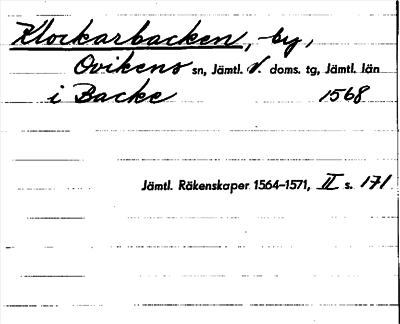 Klockarbacken, -by,
Ovikens sn, Jämtl. V. doms. tg, Jämtl. län
i Backe 1568
Jämtl. Räkenskaper 1564-1571, II s. 171